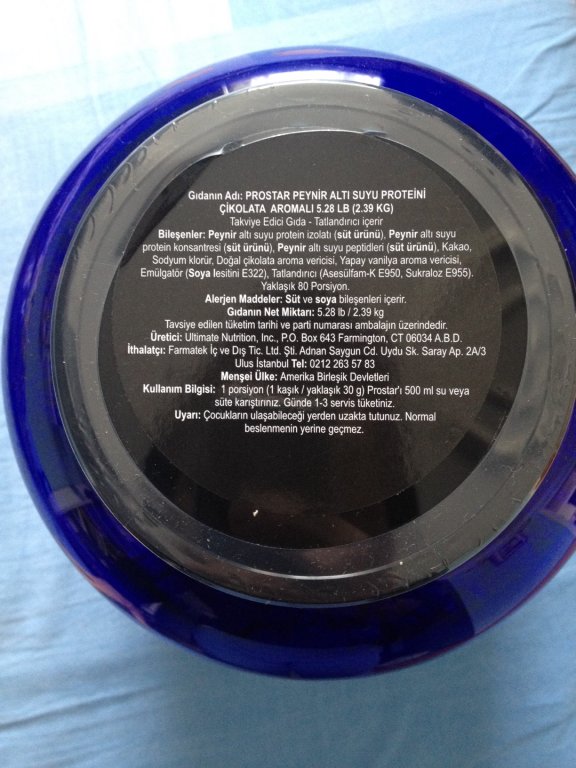 Gıdanın Adı: PROSTAR PEYNİR ALTI SUYU PROTEİNİ
ÇİKOLATA AROMALI 5.28 LB (2.39 KG)
Takviye Edici Gıda - Tatlandırıcı içerir
Bileşenler: Peynir altı suyu protein izolatı (süt ürünü), Peynir altı suyu
protein konsantresi (süt ürünü), Peynir altı suyu peptidleri (süt ürünü), Kakao,
Sodyum klorür, Doğal çikolata aroma vericisi, Yapay vanilya aroma vericisi,
Emülgatör (Soya lesitini E322), Tatlandırıcı (Asesülfam-K E950, Sukraloz E955).
Yaklaşık 80 Porsiyon.
Alerjen Maddeler: Süt ve soya bileşenleri içerir.
Gıdanın Net Miktarı: 5.28 lb / 2.39 kg
Tavsiye edilen tüketim tarihi ve parti numarası ambalajın üzerindedir.
Üretici: Ultimate Nutrition, Inc., P.O. Box 643 Farmington, CT 06034 A.B.D.
İthalatçı: Farmatek İç ve Dış Tic. Ltd. Şti. Adnan Saygun Cd. Uydu Sk. Saray Ap. 2A/3
Ulus İstanbul Tel: 0212 263 57 83
Menşei Ülke: Amerika Birleşik Devletleri
Kullanım Bilgisi: 1 porsiyon (1 kaşık / yaklaşık 30 g) Prostar'ı 500 ml su veya
süte karıştırınız. Günde 1-3 servis tüketiniz.
Uyarı: Çocukların ulaşabileceği yerden uzakta tutunuz. Normal
beslenmenin yerine geçmez.